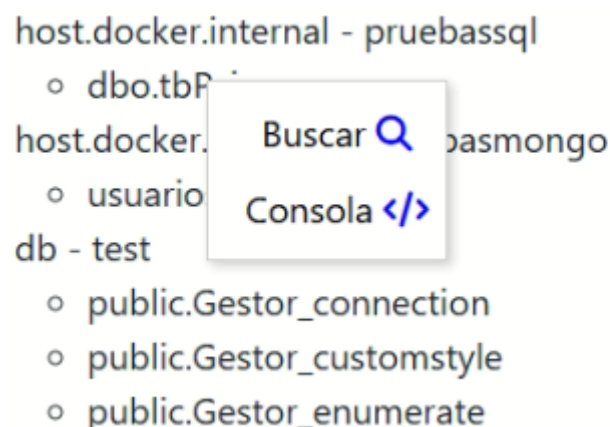 host.docker.internal - pruebassql
dbo.tbP
Buscar
host.docker. basmongo
usuario
Consola </>
db - test
public.Gestor_connection
public.Gestor_customstyle
public.Gestor_enumerate